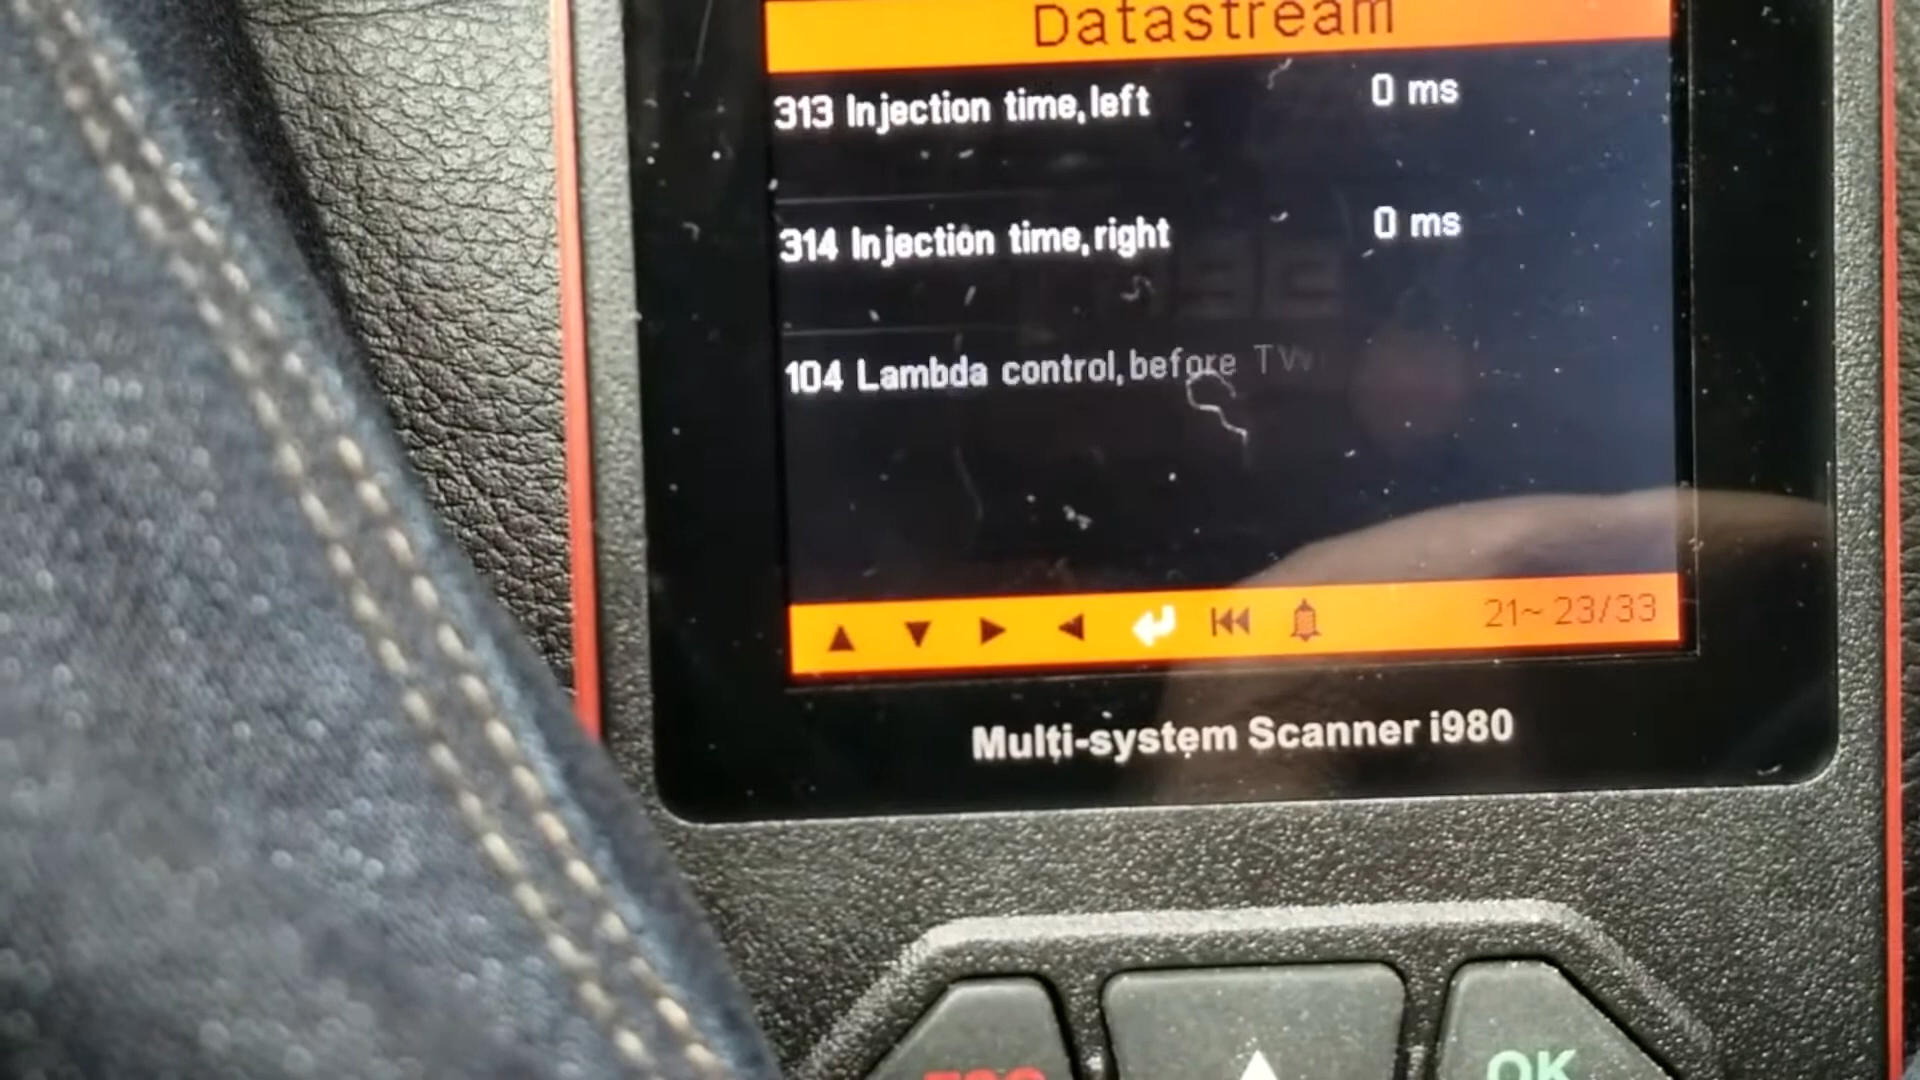 Datastream
313 Injection time,left 0 ms
314 Injection time,right 0 ms
104 Lambda control,before TW
21~ 23/33
Multi-system Scanner i980
OK